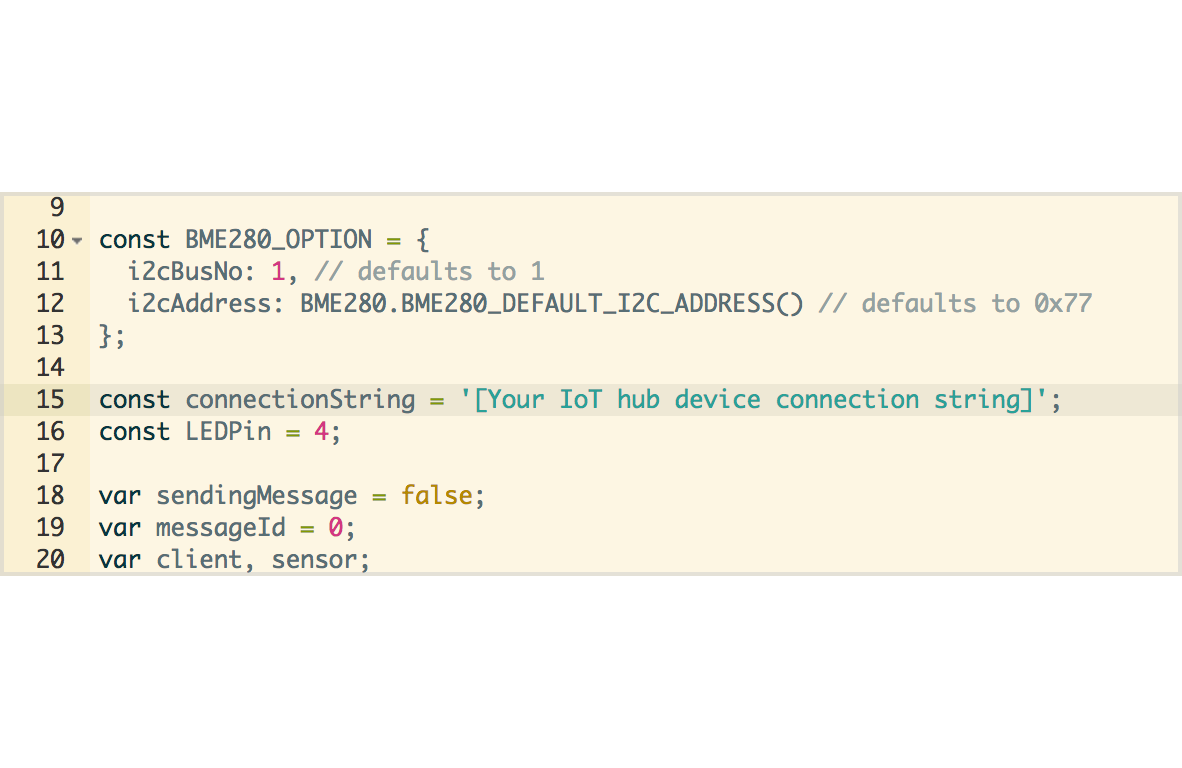 9
10 const BME280_OPTION = {
11 i2cBusNo: 1, // defaults to 1
12 i2cAddress: BME280.BME280_DEFAULT_I2C_ADDRESS() // defaults to 0x77
13 };
14
15 const connectionString = '[Your IoT hub device connection string]';
16 const LEDPin = 4;
17
18 var sendingMessage = false;
19 var messageId = 0;
20 var client, sensor;